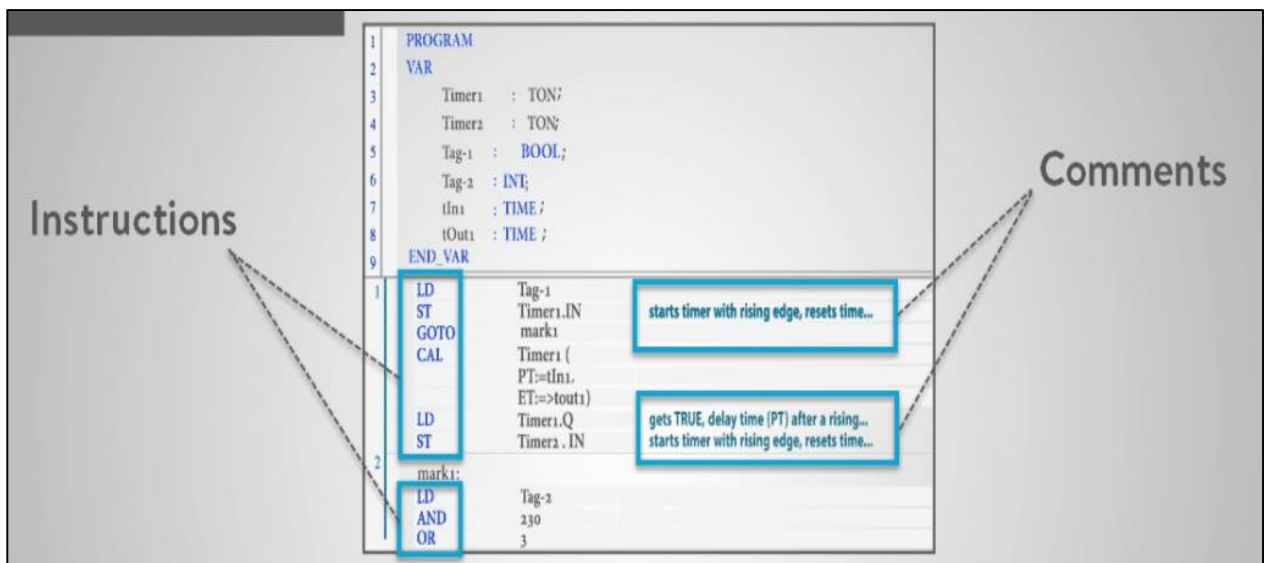 Instructions
Comments
1 PROGRAM
2 VAR
3 Timer1 : TON;
4 Timer2 : TON;
5 Tag-1 : BOOL;
6 Tag-2 : INT;
7 tIn1 : TIME ;
8 tOut1 : TIME ;
9 END_VAR
1 LD Tag-1
ST Timer1.IN starts timer with rising edge, resets time...
GOTO mark1
CAL Timer1 (
PT:=tIn1,
ET:=>tout1)
LD Timer1.Q gets TRUE, delay time (PT) after a rising...
ST Timer2 . IN starts timer with rising edge, resets time...
2
mark1:
LD Tag-2
AND 230
OR 3